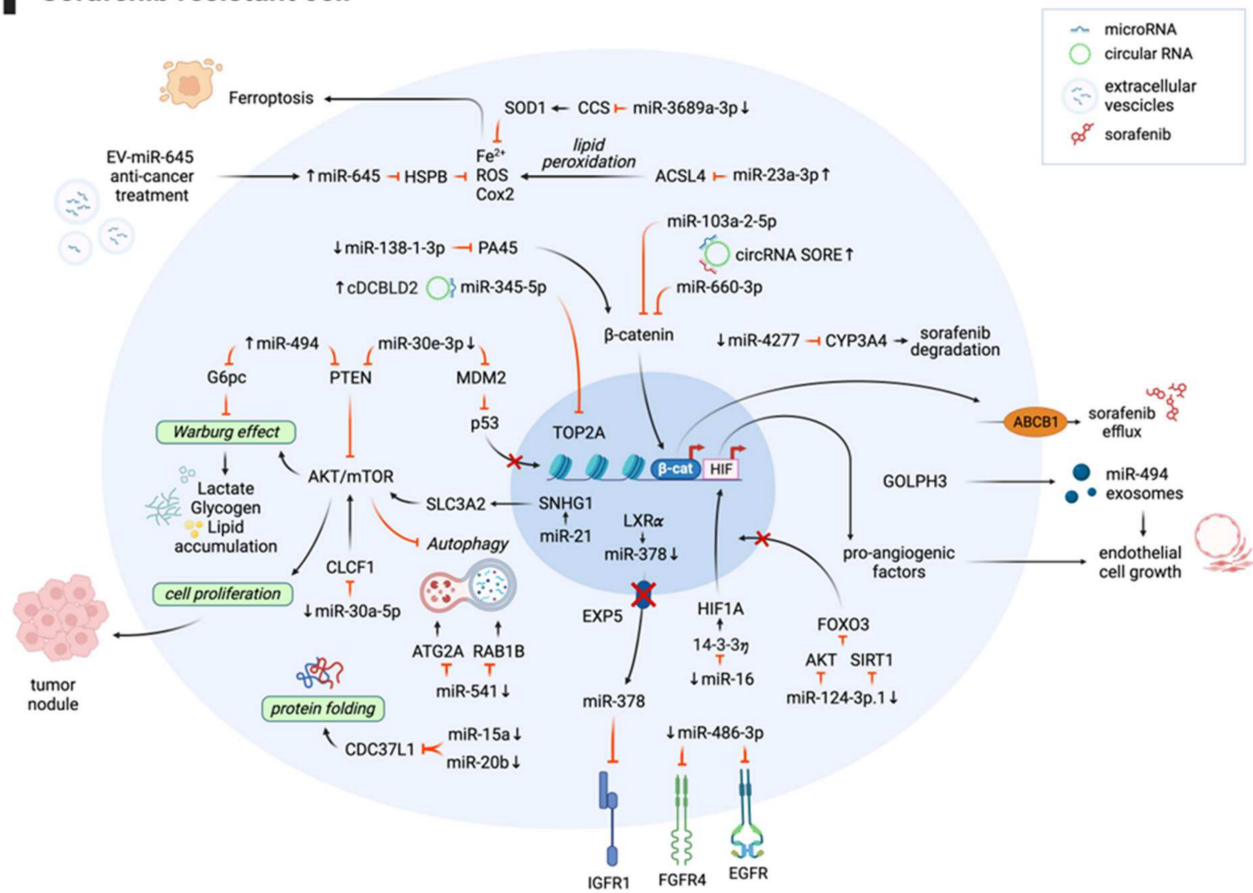 Sorafenib resistant cell
microRNA
circular RNA
extracellular
vescicles
sorafenib
Ferroptosis
SOD1 CCS miR-3689a-3p↓
EV-miR-645
anti-cancer
treatment
↑miR-645 HSPB
Fe²⁺
ROS
Cox2
lipid
peroxidation
ACSL4 miR-23a-3p↑
miR-103a-2-5p
circRNA SORE↑
miR-660-3p
↓miR-138-1-3p PA45
↑cDCBLD2 miR-345-5p
β-catenin
↓miR-4277 CYP3A4 sorafenib
degradation
↑miR-494 miR-30e-3p↓
G6pc PTEN MDM2
p53
Warburg effect
TOP2A
β-cat HIF
ABCB1
sorafenib
efflux
AKT/mTOR
SLC3A2 SNHG1
miR-21
LXRα
miR-378↓
Lactate
Glycogen
Lipid
accumulation
Autophagy
GOLPH3
miR-494
exosomes
pro-angiogenic
factors
endothelial
cell growth
CLCF1
↓miR-30a-5p
cell proliferation
EXP5
HIF1A
14-3-3η
↓miR-16
FOXO3
AKT SIRT1
miR-124-3p.1↓
ATG2A RAB1B
miR-541↓
tumor
nodule
protein folding
CDC37L1
miR-15a↓
miR-20b↓
miR-378
↓miR-486-3p
IGFR1
FGFR4
EGFR